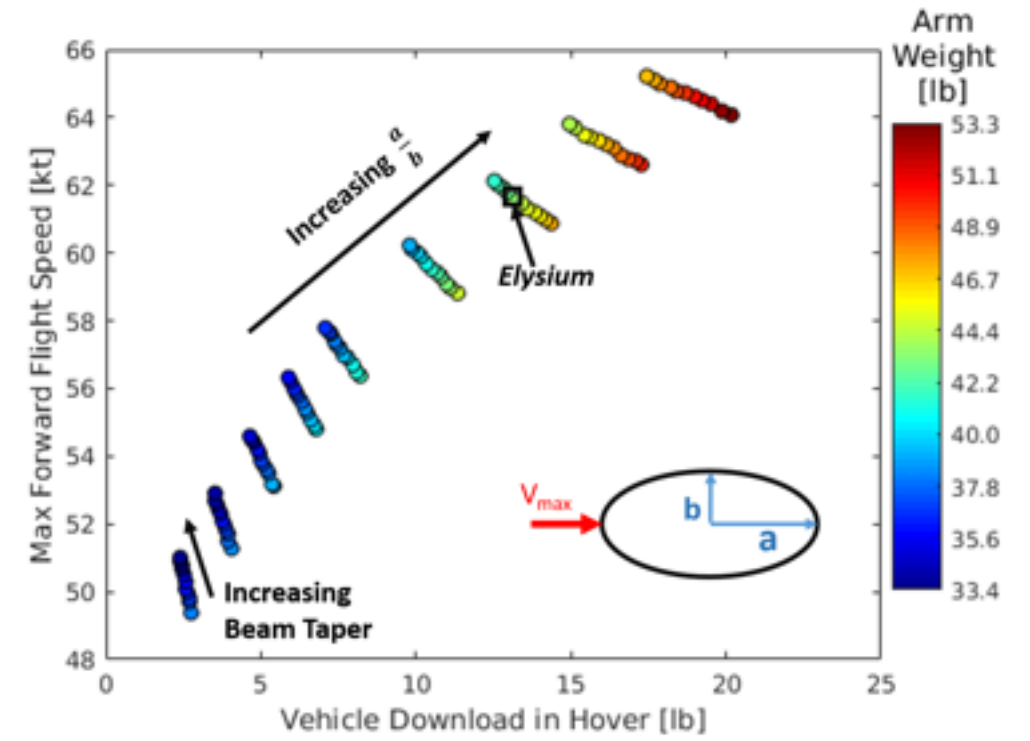 Arm
Weight
[lb]
66
64
62
60
58
56
54
52
50
48
Max Forward Flight Speed [kt]
Increasing a/b
Elysium
Vmax
b
a
Increasing
Beam Taper
0
5
10
15
20
25
Vehicle Download in Hover [lb]
53.3
51.1
48.9
46.7
44.4
42.2
40.0
37.8
35.6
33.4